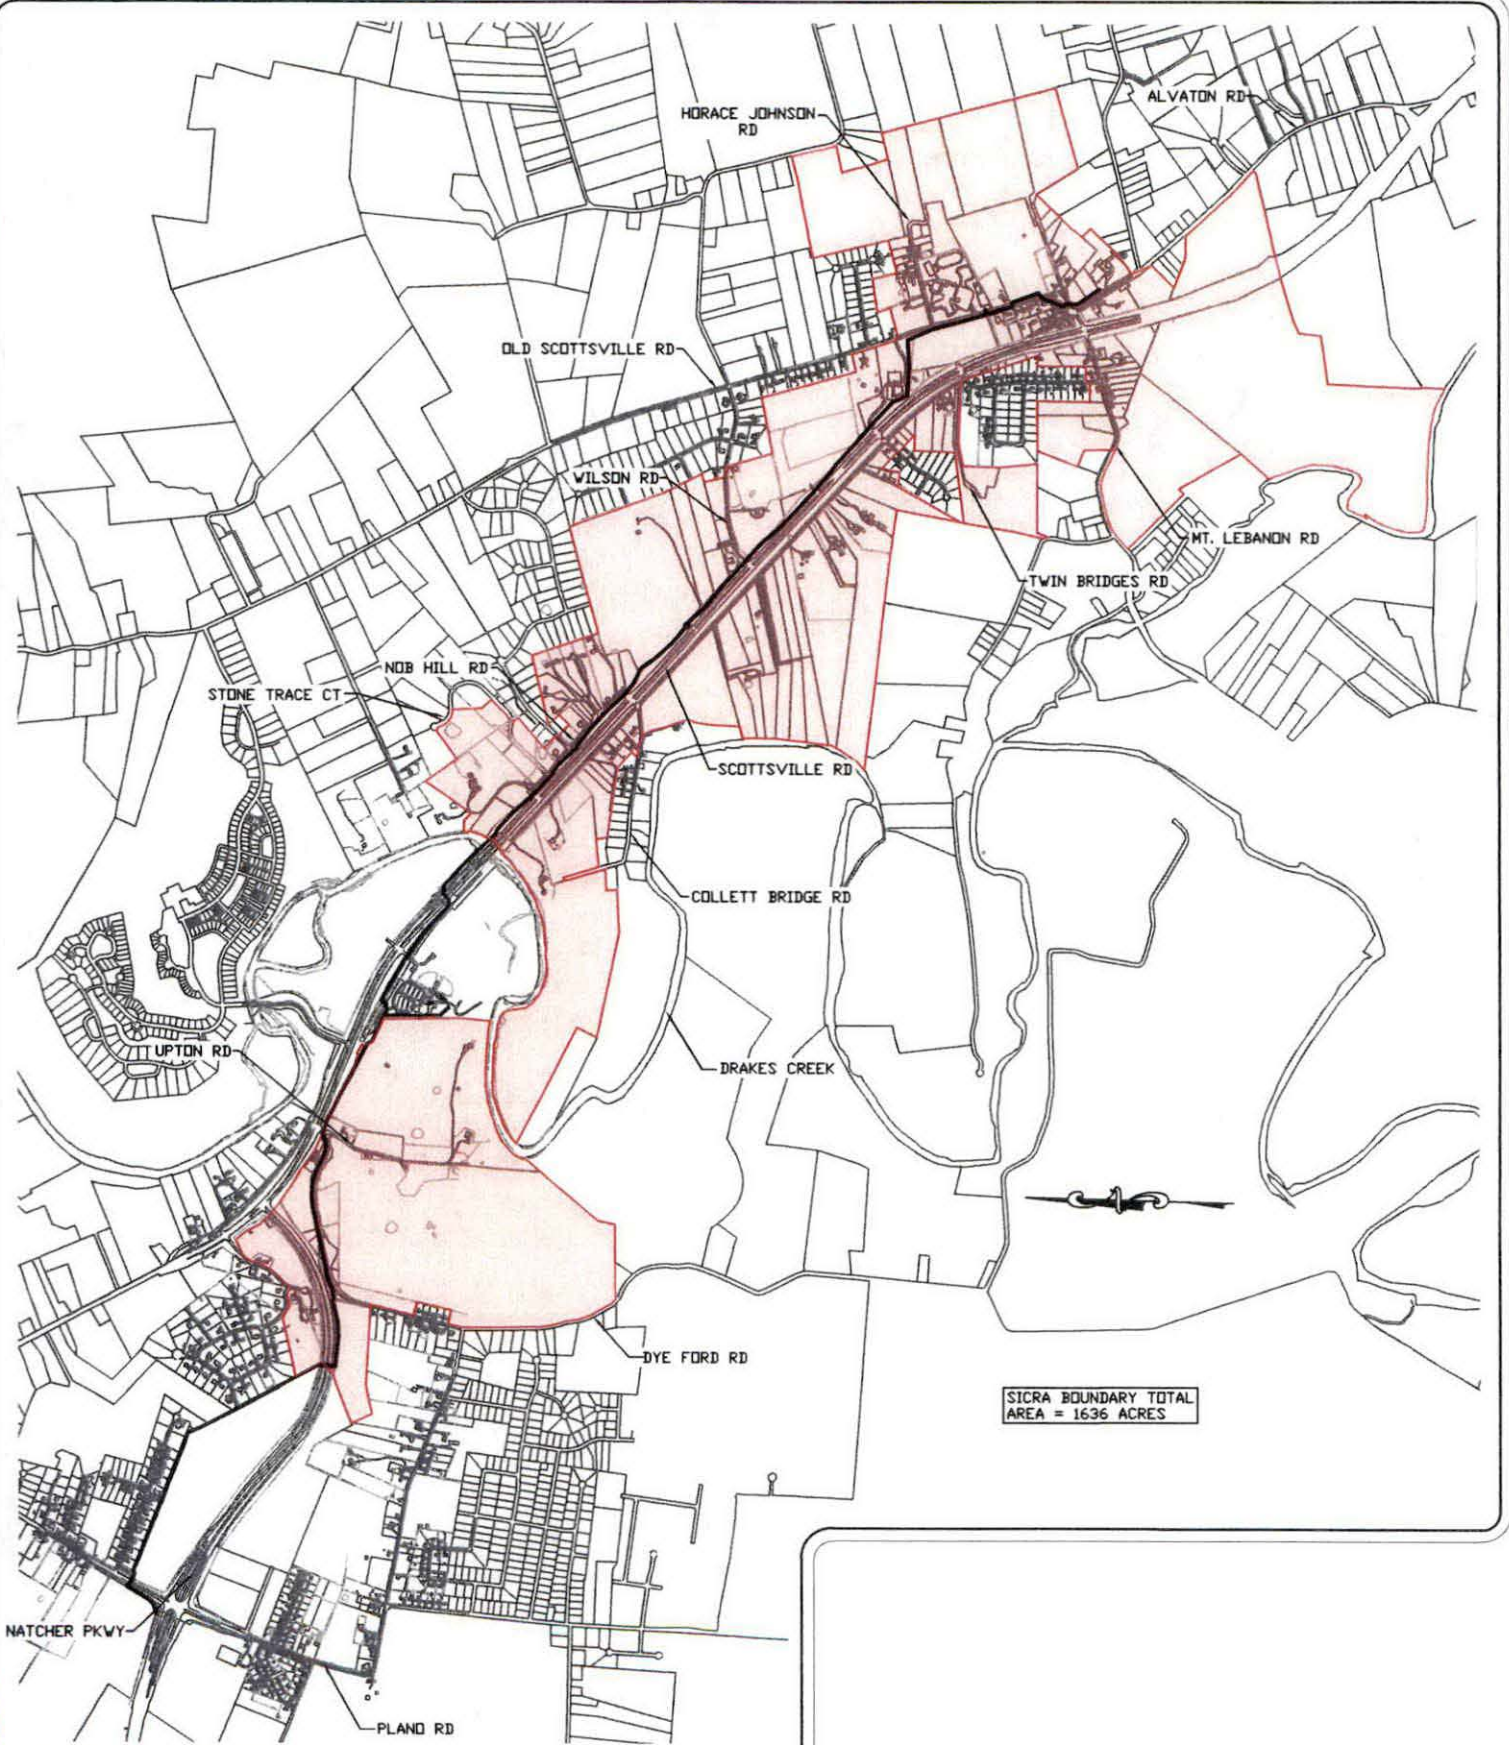 HORACE JOHNSON
RD
ALVATON RD
OLD SCOTTSVILLE RD
WILSON RD
MT. LEBANON RD
TWIN BRIDGES RD
NOB HILL RD
STONE TRACE CT
SCOTTSVILLE RD
COLLETT BRIDGE RD
UPTON RD
DRAKES CREEK
DYE FORD RD
SICRA BOUNDARY TOTAL
AREA = 1636 ACRES
NATCHER PKWY
PLANO RD